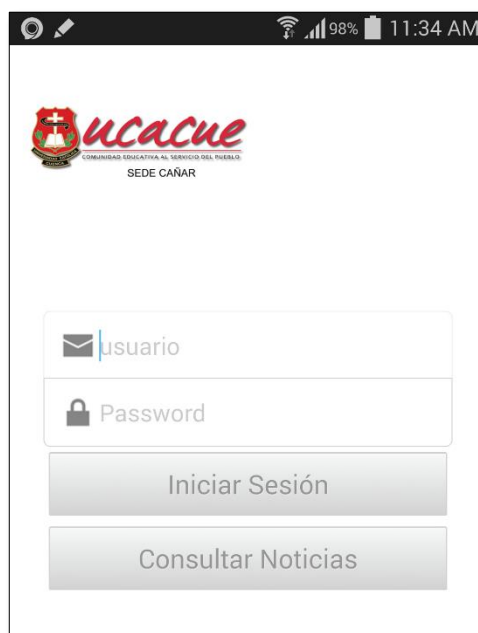 98% 11:34 AM
ucacue
COMUNIDAD EDUCATIVA AL SERVICIO DEL PUEBLO
SEDE CAÑAR
usuario
Password
Iniciar Sesión
Consultar Noticias